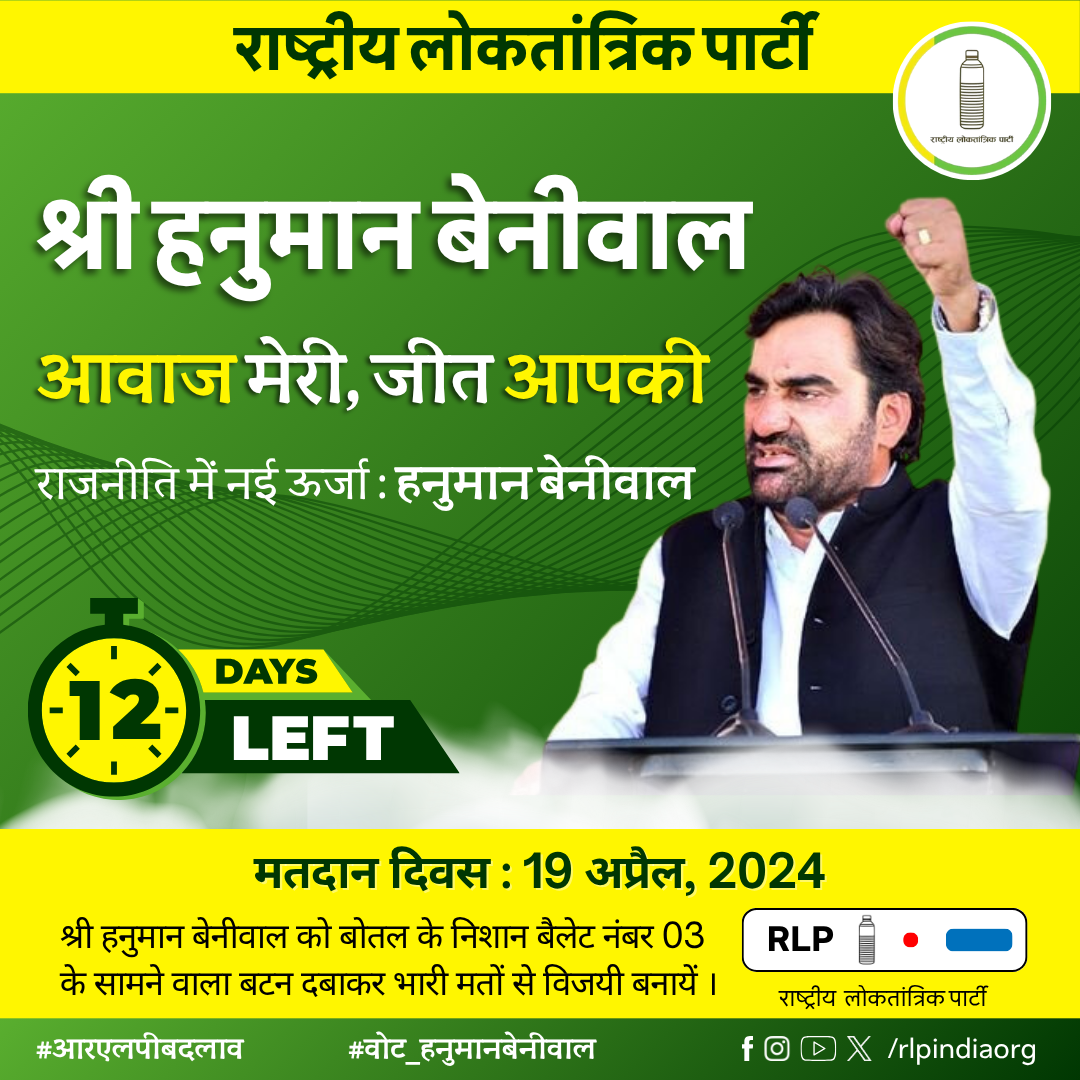 राष्ट्रीय लोकतांत्रिक पार्टी
राष्ट्रीय लोकतांत्रिक पार्टी
श्री हनुमान बेनीवाल
आवाज मेरी, जीत आपकी
राजनीति में नई ऊर्जा : हनुमान बेनीवाल
12
DAYS
LEFT
मतदान दिवस : 19 अप्रैल, 2024
श्री हनुमान बेनीवाल को बोतल के निशान बैलेट नंबर 03
के सामने वाला बटन दबाकर भारी मतों से विजयी बनायें ।
RLP
राष्ट्रीय लोकतांत्रिक पार्टी
#आरएलपीबदलाव
#वोट_हनुमानबेनीवाल
/rlpindiaorg